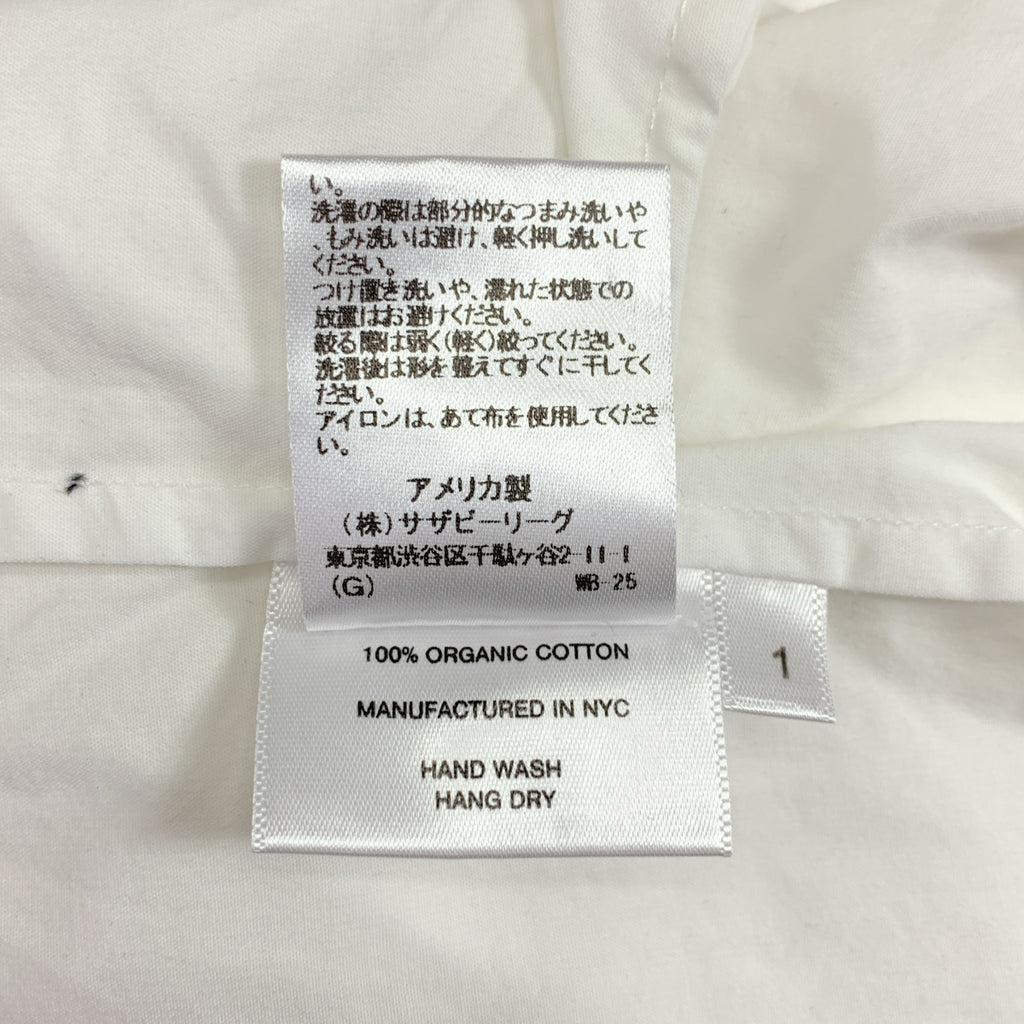 い。
洗濯の際は部分的なつまみ洗いや
、もみ洗いは避け、軽く押し洗いして
ください。
つけ置き洗いや、濡れた状態での
放置はお避けください。
絞る際は弱く(軽く)絞ってください。
洗濯後は形を整えてすぐに干してく
ださい。
アイロンは、あて布を使用してくださ
い。
アメリカ製
(株)サザビーリーグ
東京都渋谷区千駄ヶ谷2-11-1
(G) WB-25
100% ORGANIC COTTON
MANUFACTURED IN NYC
HAND WASH
HANG DRY
1